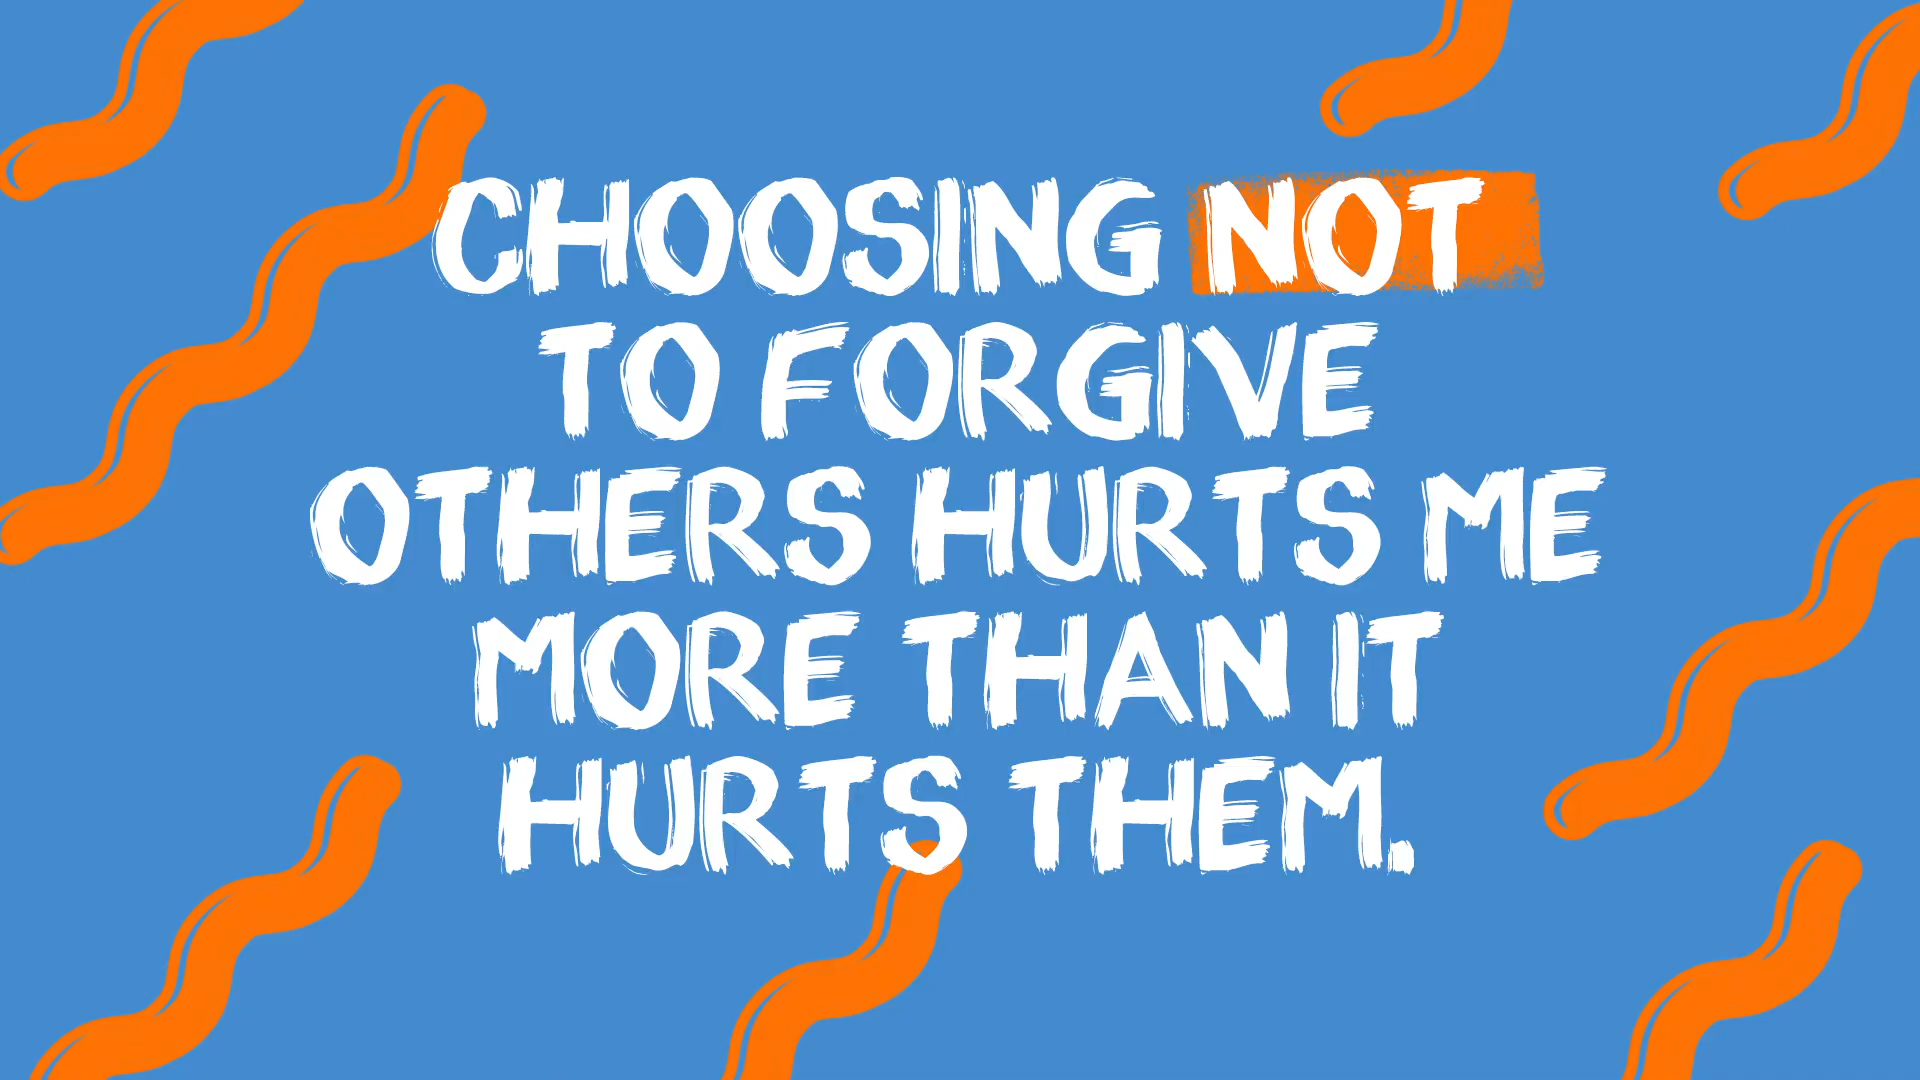 CHOOSING NOT
TO FORGIVE
OTHERS HURTS ME
MORE THAN IT
HURTS THEM.